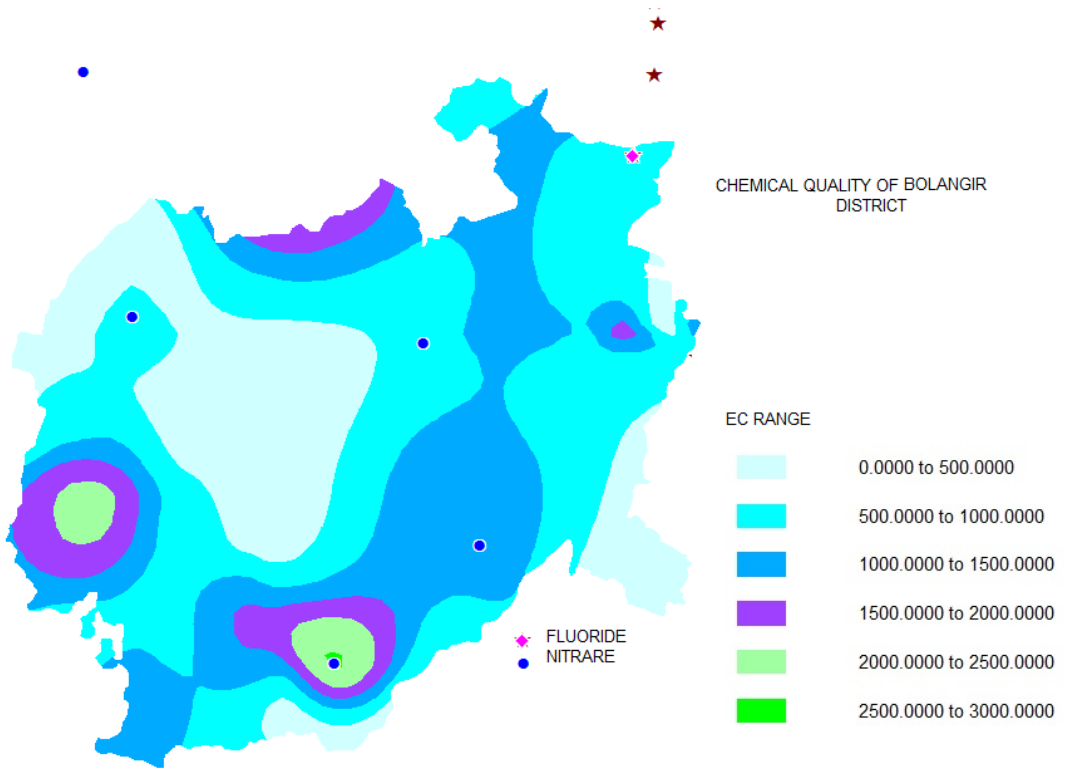 CHEMICAL QUALITY OF BOLANGIR
DISTRICT
EC RANGE
0.0000 to 500.0000
500.0000 to 1000.0000
1000.0000 to 1500.0000
1500.0000 to 2000.0000
2000.0000 to 2500.0000
2500.0000 to 3000.0000
FLUORIDE
NITRARE